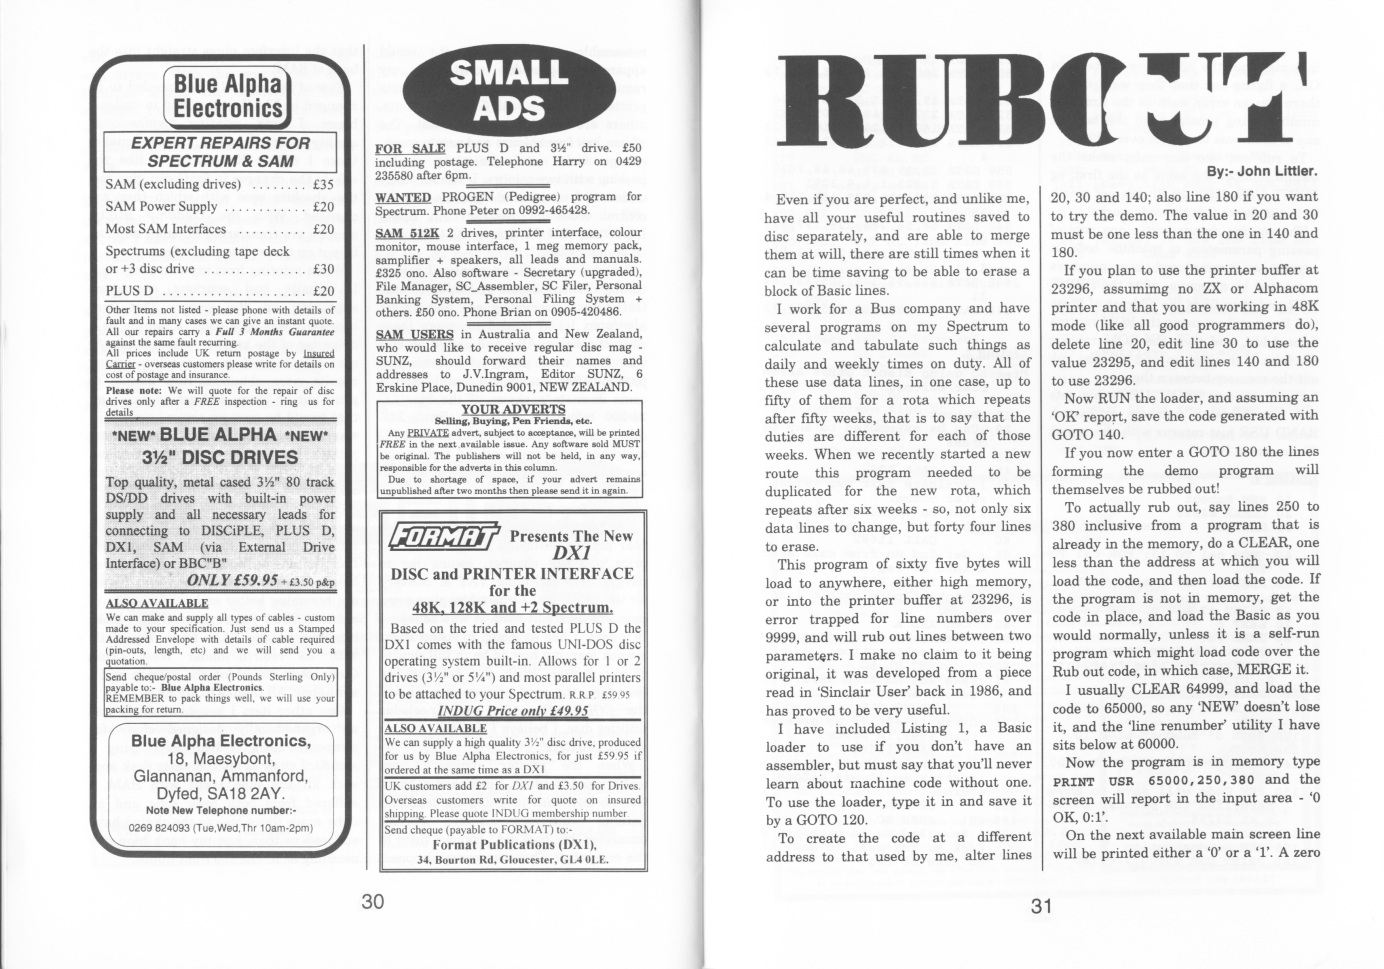 Blue Alpha
Electronics
EXPERT REPAIRS FOR
SPECTRUM & SAM
SAM (excluding drives) ........ £35
SAM Power Supply ............ £20
Most SAM Interfaces .......... £20
Spectrums (excluding tape deck
or +3 disc drive ............... £30
PLUS D ..................... £20
Other Items not listed - please phone with details of
fault and in many cases we can give an instant quote.
All our repairs carry a Full 3 Months Guarantee
against the same fault recurring.
All prices include UK return postage by Insured
Carrier - overseas customers please write for details on
cost of postage and insurance.
Please note: We will quote for the repair of disc
drives only after a FREE inspection - ring us for
details
*NEW* BLUE ALPHA *NEW*
3½" DISC DRIVES
Top quality, metal cased 3½" 80 track
DS/DD drives with built-in power
supply and all necessary leads for
connecting to DISCiPLE, PLUS D,
DX1, SAM (via External Drive
Interface) or BBC"B"
ONLY £59.95 + £3.50 p&p
ALSO AVAILABLE
We can make and supply all types of cables - custom
made to your specification. Just send us a Stamped
Addressed Envelope with details of cable required
(pin-outs, length, etc) and we will send you a
quotation.
Send cheque/postal order (Pounds Sterling Only)
payable to:- Blue Alpha Electronics.
REMEMBER to pack things well, we will use your
packing for return.
Blue Alpha Electronics,
18, Maesybont,
Glannanan, Ammanford,
Dyfed, SA18 2AY.
Note New Telephone number:-
0269 824093 (Tue,Wed,Thr 10am-2pm)
SMALL
ADS
FOR SALE PLUS D and 3½" drive. £50
including postage. Telephone Harry on 0429
235580 after 6pm.
WANTED PROGEN (Pedigree) program for
Spectrum. Phone Peter on 0992-465428.
SAM 512K 2 drives, printer interface, colour
monitor, mouse interface, 1 meg memory pack,
samplifier + speakers, all leads and manuals.
£325 ono. Also software - Secretary (upgraded),
File Manager, SC_Assembler, SC Filer, Personal
Banking System, Personal Filing System +
others. £50 ono. Phone Brian on 0905-420486.
SAM USERS in Australia and New Zealand,
who would like to receive regular disc mag -
SUNZ, should forward their names and
addresses to J.V.Ingram, Editor SUNZ, 6
Erskine Place, Dunedin 9001, NEW ZEALAND.
YOUR ADVERTS
Selling, Buying, Pen Friends, etc.
Any PRIVATE advert, subject to acceptance, will be printed
FREE in the next available issue. Any software sold MUST
be original. The publishers will not be held, in any way,
responsible for the adverts in this column.
Due to shortage of space, if your advert remains
unpublished after two months then please send it in again.
FORMAT Presents The New
DX1
DISC and PRINTER INTERFACE
for the
48K, 128K and +2 Spectrum.
Based on the tried and tested PLUS D the
DX1 comes with the famous UNI-DOS disc
operating system built-in. Allows for 1 or 2
drives (3½" or 5¼") and most parallel printers
to be attached to your Spectrum. R.R.P. £59.95
INDUG Price only £49.95
ALSO AVAILABLE
We can supply a high quality 3½" disc drive, produced
for us by Blue Alpha Electronics, for just £59.95 if
ordered at the same time as a DX1
UK customers add £2 for DX1 and £3.50 for Drives.
Overseas customers write for quote on insured
shipping. Please quote INDUG membership number
Send cheque (payable to FORMAT) to:-
Format Publications (DX1),
34, Bourton Rd, Gloucester, GL4 0LE.
30
RUBOUT
By:- John Littler.
Even if you are perfect, and unlike me,
have all your useful routines saved to
disc separately, and are able to merge
them at will, there are still times when it
can be time saving to be able to erase a
block of Basic lines.
I work for a Bus company and have
several programs on my Spectrum to
calculate and tabulate such things as
daily and weekly times on duty. All of
these use data lines, in one case, up to
fifty of them for a rota which repeats
after fifty weeks, that is to say that the
duties are different for each of those
weeks. When we recently started a new
route this program needed to be
duplicated for the new rota, which
repeats after six weeks - so, not only six
data lines to change, but forty four lines
to erase.
This program of sixty five bytes will
load to anywhere, either high memory,
or into the printer buffer at 23296, is
error trapped for line numbers over
9999, and will rub out lines between two
parameters. I make no claim to it being
original, it was developed from a piece
read in 'Sinclair User' back in 1986, and
has proved to be very useful.
I have included Listing 1, a Basic
loader to use if you don't have an
assembler, but must say that you'll never
learn about machine code without one.
To use the loader, type it in and save it
by a GOTO 120.
To create the code at a different
address to that used by me, alter lines
20, 30 and 140; also line 180 if you want
to try the demo. The value in 20 and 30
must be one less than the one in 140 and
180.
If you plan to use the printer buffer at
23296, assumimg no ZX or Alphacom
printer and that you are working in 48K
mode (like all good programmers do),
delete line 20, edit line 30 to use the
value 23295, and edit lines 140 and 180
to use 23296.
Now RUN the loader, and assuming an
'OK' report, save the code generated with
GOTO 140.
If you now enter a GOTO 180 the lines
forming the demo program will
themselves be rubbed out!
To actually rub out, say lines 250 to
380 inclusive from a program that is
already in the memory, do a CLEAR, one
less than the address at which you will
load the code, and then load the code. If
the program is not in memory, get the
code in place, and load the Basic as you
would normally, unless it is a self-run
program which might load code over the
Rub out code, in which case, MERGE it.
I usually CLEAR 64999, and load the
code to 65000, so any 'NEW' doesn't lose
it, and the 'line renumber' utility I have
sits below at 60000.
Now the program is in memory type
PRINT USR 65000,250,380 and the
screen will report in the input area - '0
OK, 0:1'.
On the next available main screen line
will be printed either a '0' or a '1'. A zero
31